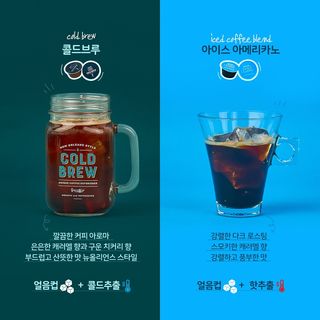 cold brew
콜드브루
NEW ORLEANS STYLE
COLD
BREW
깔끔한 커피 아로마
은은한 캐러멜 향과 구운 치커리 향
부드럽고 산뜻한 맛 뉴올리언스 스타일
얼음컵 + 콜드추출
iced coffee blend
아이스 아메리카노
강렬한 다크 로스팅
스모키한 캐러멜 향
강렬하고 풍부한 맛
얼음컵 + 핫추출